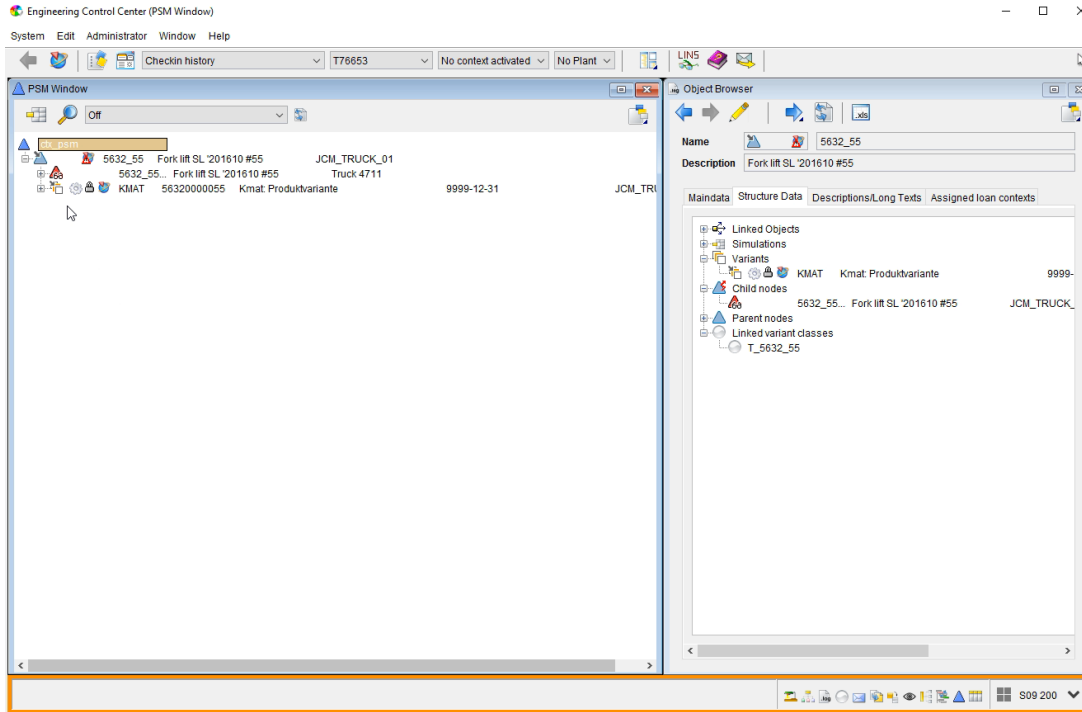 Engineering Control Center (PSM Window)
System Edit Administrator Window Help
Checkin history T76653 No context activated No Plant LINS
PSM Window
Off
ctx_psm
5632_55 Fork lift SL '201610 #55 JCM_TRUCK_01
5632_55... Fork lift SL '201610 #55 Truck 4711
KMAT 56320000055 Kmat: Produktvariante 9999-12-31 JCM_TRU
Object Browser
.xls
Name 5632_55
Description Fork lift SL '201610 #55
Maindata Structure Data Descriptions/Long Texts Assigned loan contexts
Linked Objects
Simulations
Variants
KMAT Kmat: Produktvariante 9999-
Child nodes
5632_55... Fork lift SL '201610 #55 JCM_TRUCK_
Parent nodes
Linked variant classes
T_5632_55
S09 200